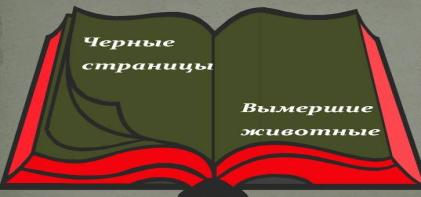 Черные
страницы
Вымершие
животные